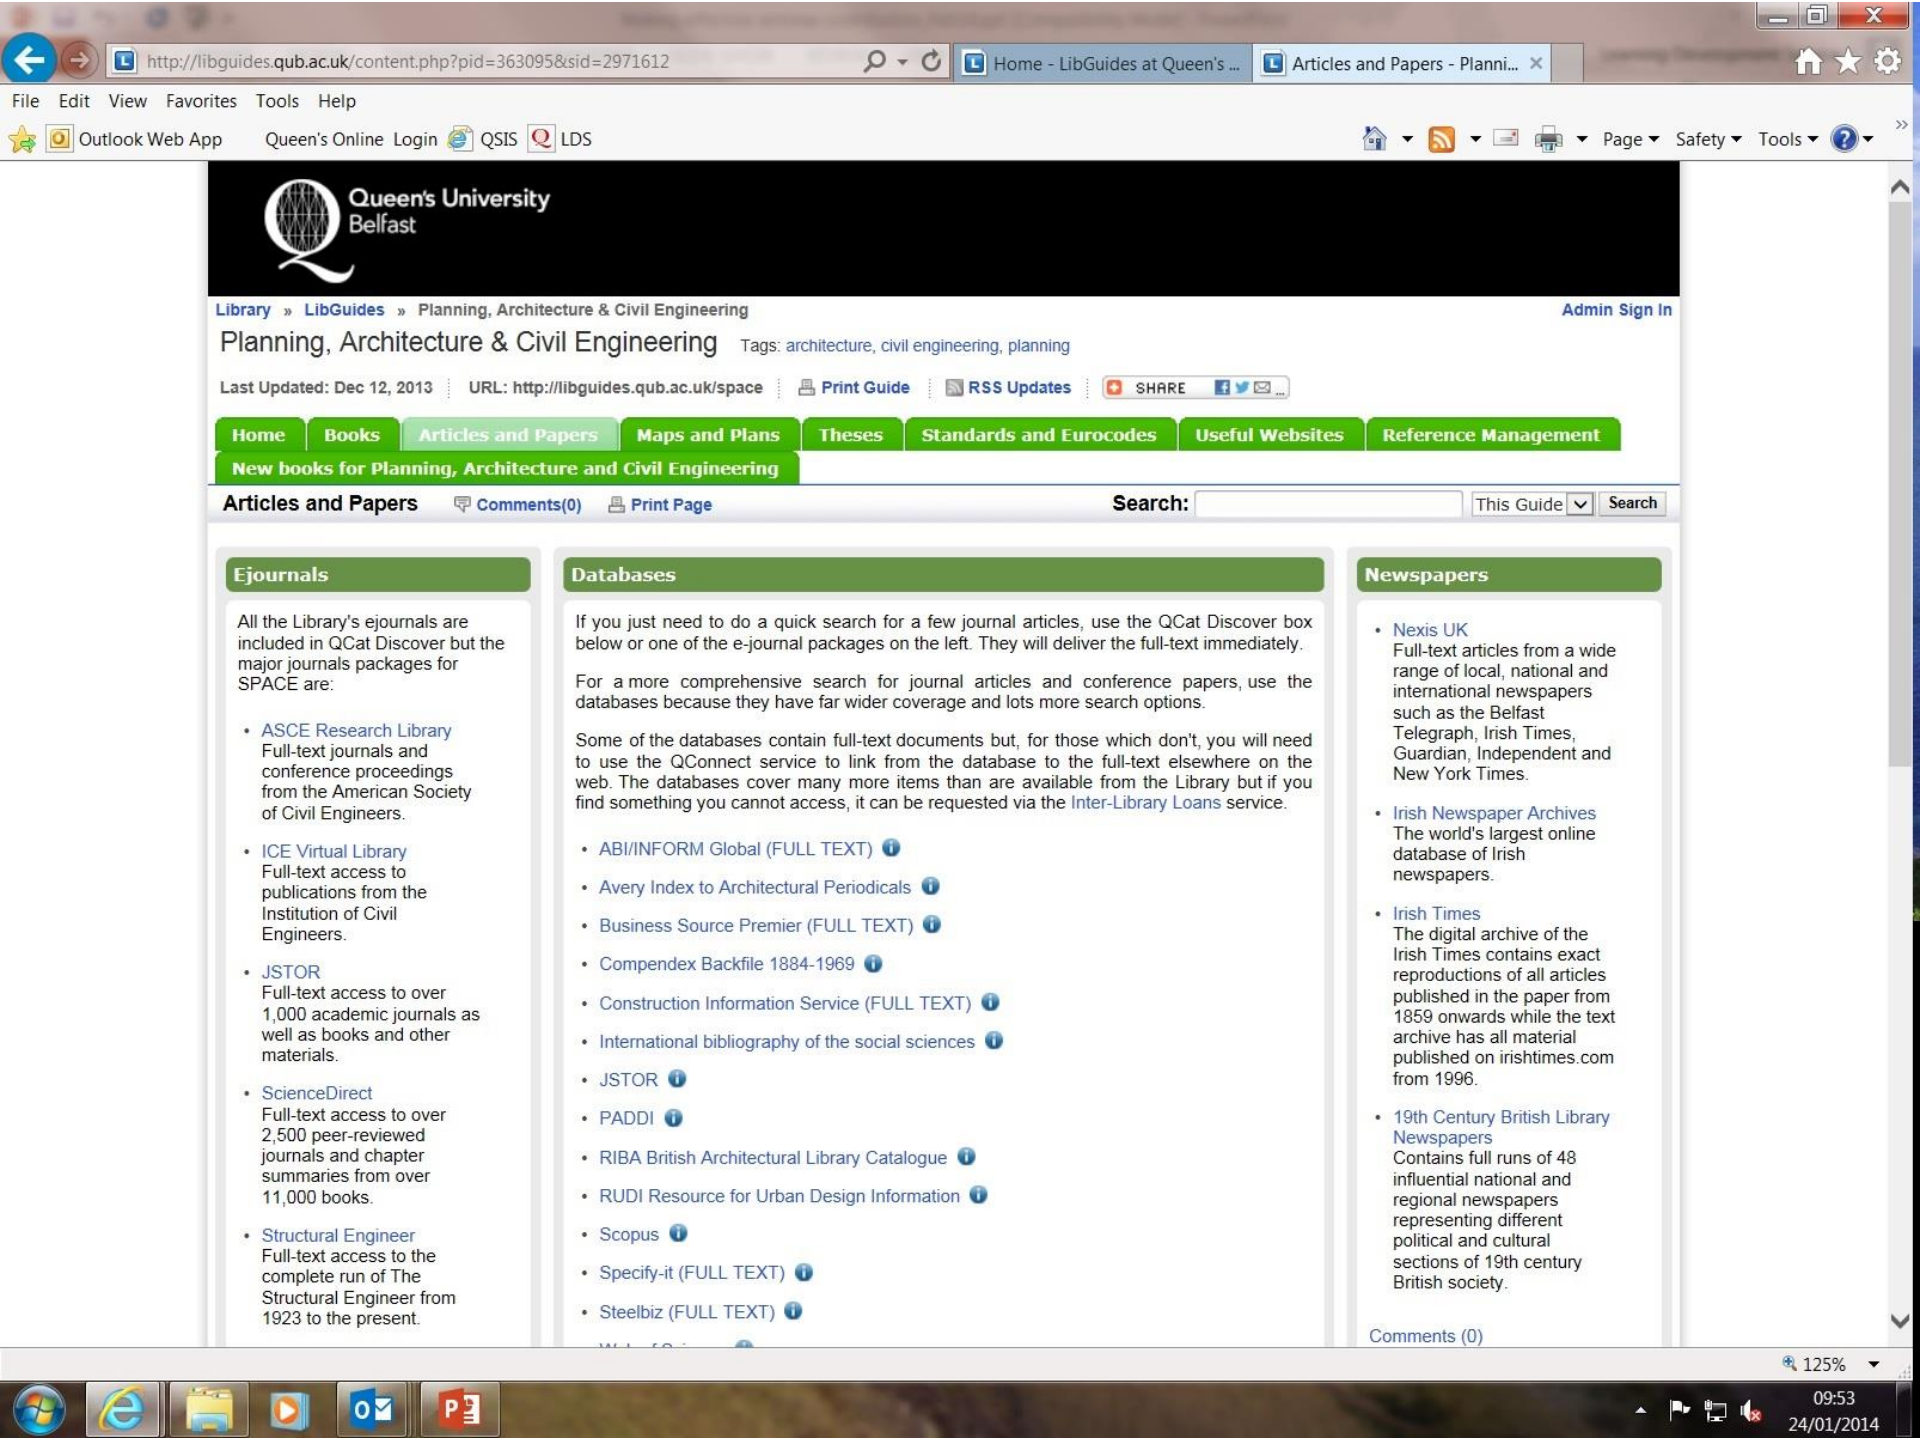 http://libguides.qub.ac.uk/content.php?pid=363095&sid=2971612
Home - LibGuides at Queen's ...
Articles and Papers - Planni...
File Edit View Favorites Tools Help
Outlook Web App Queen's Online Login QSIS LDS
Page Safety Tools
Queen's University
Belfast
Library » LibGuides » Planning, Architecture & Civil Engineering
Admin Sign In
Planning, Architecture & Civil Engineering Tags: architecture, civil engineering, planning
Last Updated: Dec 12, 2013 URL: http://libguides.qub.ac.uk/space Print Guide RSS Updates SHARE ...
Home Books Articles and Papers Maps and Plans Theses Standards and Eurocodes Useful Websites Reference Management
New books for Planning, Architecture and Civil Engineering
Articles and Papers Comments(0) Print Page Search: This Guide Search
Ejournals
All the Library's ejournals are
included in QCat Discover but the
major journals packages for
SPACE are:
• ASCE Research Library
Full-text journals and
conference proceedings
from the American Society
of Civil Engineers.
• ICE Virtual Library
Full-text access to
publications from the
Institution of Civil
Engineers.
• JSTOR
Full-text access to over
1,000 academic journals as
well as books and other
materials.
• ScienceDirect
Full-text access to over
2,500 peer-reviewed
journals and chapter
summaries from over
11,000 books.
• Structural Engineer
Full-text access to the
complete run of The
Structural Engineer from
1923 to the present.
Databases
If you just need to do a quick search for a few journal articles, use the QCat Discover box
below or one of the e-journal packages on the left. They will deliver the full-text immediately.
For a more comprehensive search for journal articles and conference papers, use the
databases because they have far wider coverage and lots more search options.
Some of the databases contain full-text documents but, for those which don't, you will need
to use the QConnect service to link from the database to the full-text elsewhere on the
web. The databases cover many more items than are available from the Library but if you
find something you cannot access, it can be requested via the Inter-Library Loans service.
• ABI/INFORM Global (FULL TEXT)
• Avery Index to Architectural Periodicals
• Business Source Premier (FULL TEXT)
• Compendex Backfile 1884-1969
• Construction Information Service (FULL TEXT)
• International bibliography of the social sciences
• JSTOR
• PADDI
• RIBA British Architectural Library Catalogue
• RUDI Resource for Urban Design Information
• Scopus
• Specify-it (FULL TEXT)
• Steelbiz (FULL TEXT)
Newspapers
• Nexis UK
Full-text articles from a wide
range of local, national and
international newspapers
such as the Belfast
Telegraph, Irish Times,
Guardian, Independent and
New York Times.
• Irish Newspaper Archives
The world's largest online
database of Irish
newspapers.
• Irish Times
The digital archive of the
Irish Times contains exact
reproductions of all articles
published in the paper from
1859 onwards while the text
archive has all material
published on irishtimes.com
from 1996.
• 19th Century British Library
Newspapers
Contains full runs of 48
influential national and
regional newspapers
representing different
political and cultural
sections of 19th century
British society.
Comments (0)
125%
09:53
24/01/2014